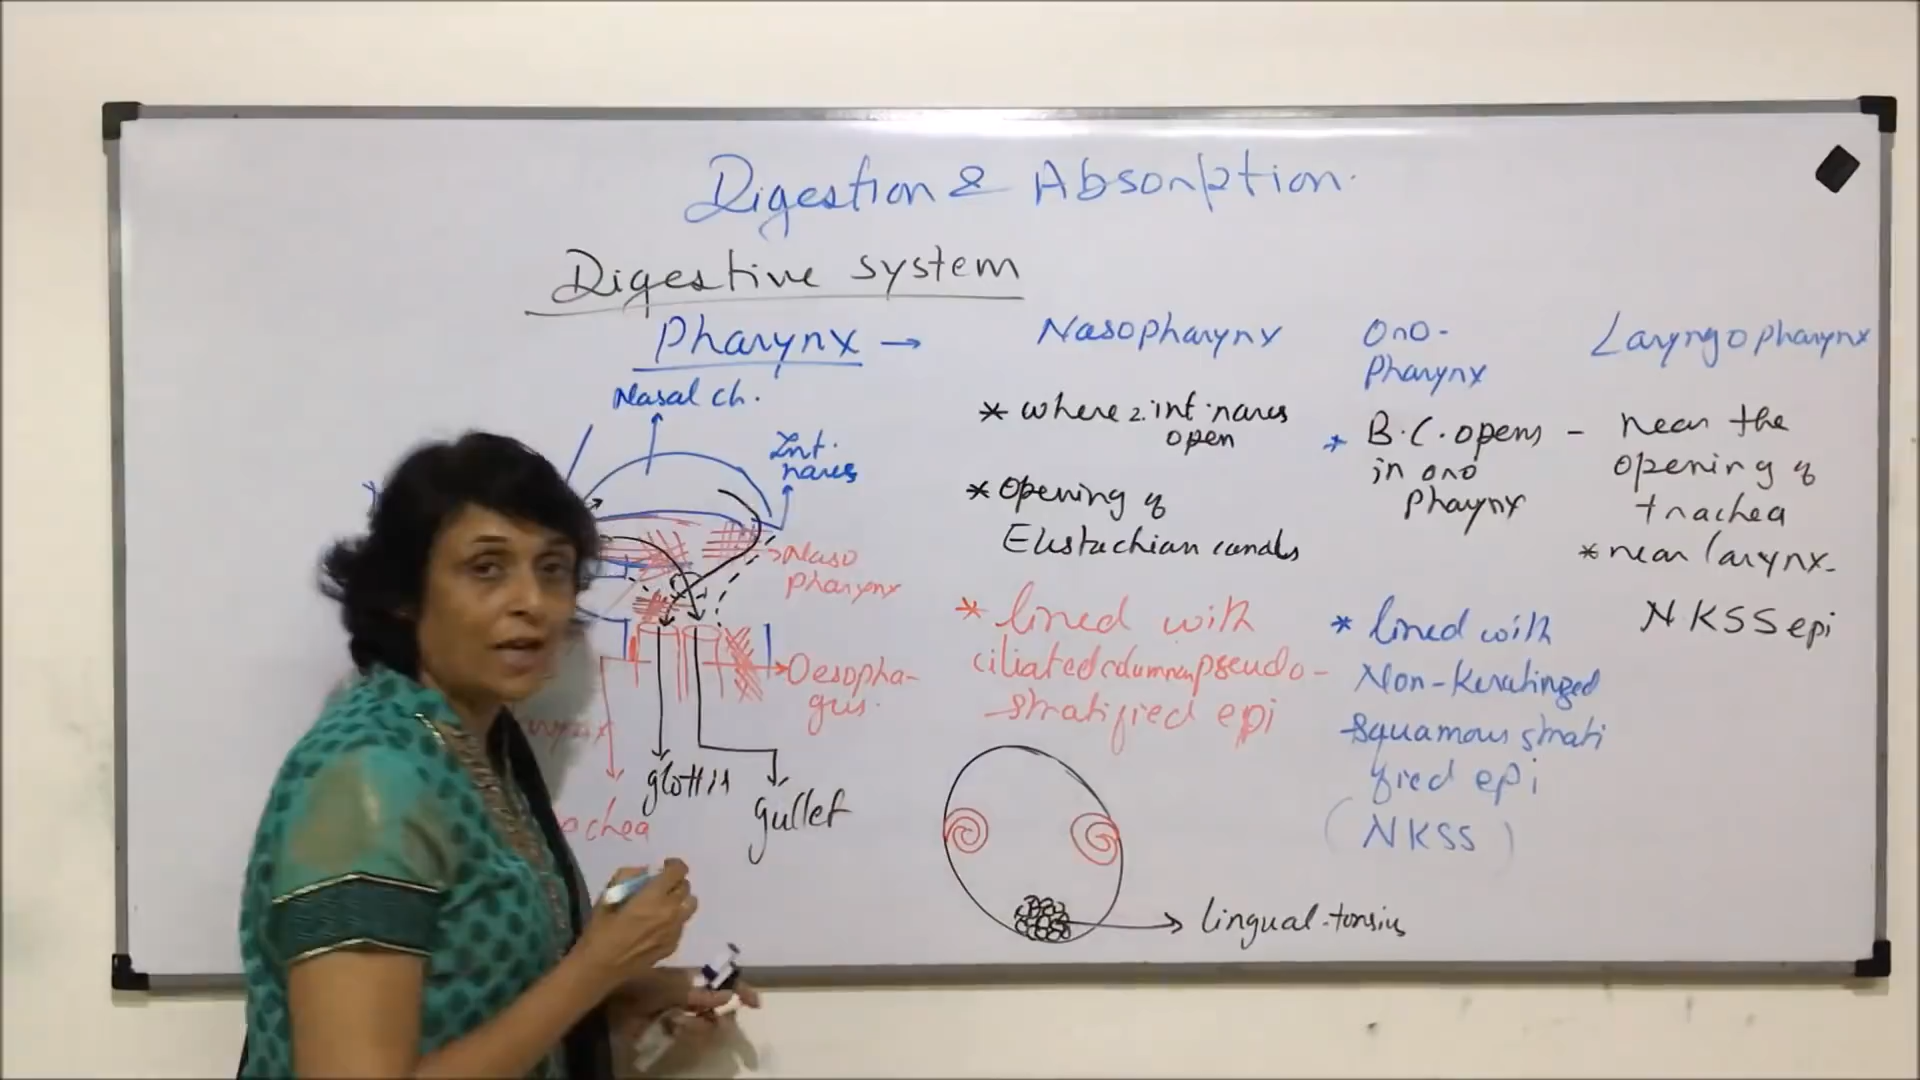 Digestion & Absorption.
Digestive system
Pharynx →
Nasopharynx
Oro-
Pharynx
Laryngopharynx
Nasal ch.
Int.
nares
Naso
pharynx
Oesopha-
gus.
glottis
gullet
* where 2 int. nares
open
* opening of
Eustachian canals
* lined with
ciliated columnar pseudo-
stratified epi
* B.C. opens -
in oro
Pharynx
* lined with
Non-keratinzed
squamous strati
fied epi
(NKSS)
near the
opening of
trachea
* near larynx.
NKSS epi
lingual-tonsils